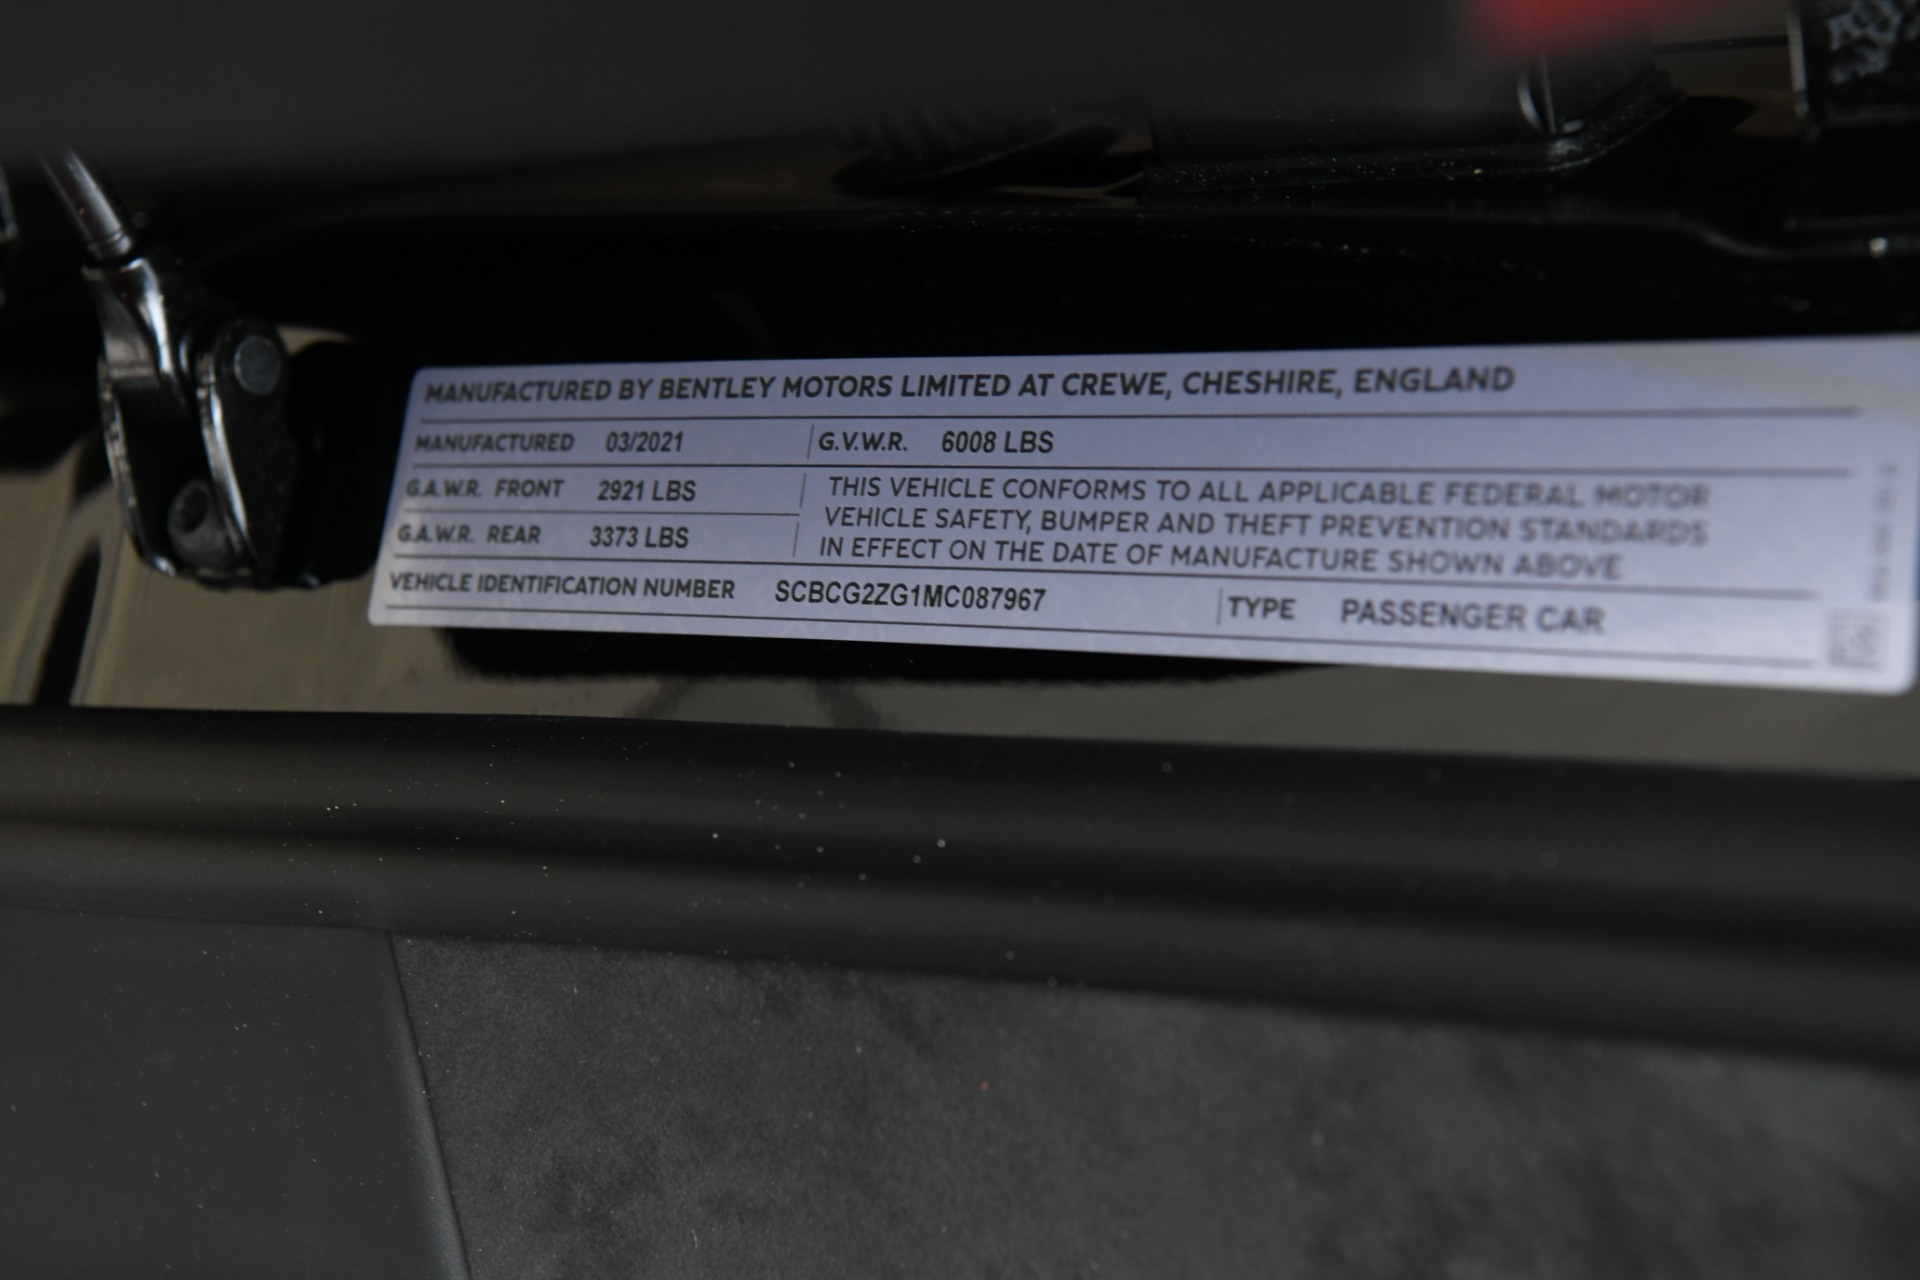 MANUFACTURED BY BENTLEY MOTORS LIMITED AT CREWE, CHESHIRE, ENGLAND
MANUFACTURED 03/2021 G.V.W.R. 6008 LBS
G.A.W.R. FRONT 2921 LBS
G.A.W.R. REAR 3373 LBS
THIS VEHICLE CONFORMS TO ALL APPLICABLE FEDERAL MOTOR
VEHICLE SAFETY, BUMPER AND THEFT PREVENTION STANDARDS
IN EFFECT ON THE DATE OF MANUFACTURE SHOWN ABOVE
VEHICLE IDENTIFICATION NUMBER SCBCG2ZG1MC087967 TYPE PASSENGER CAR